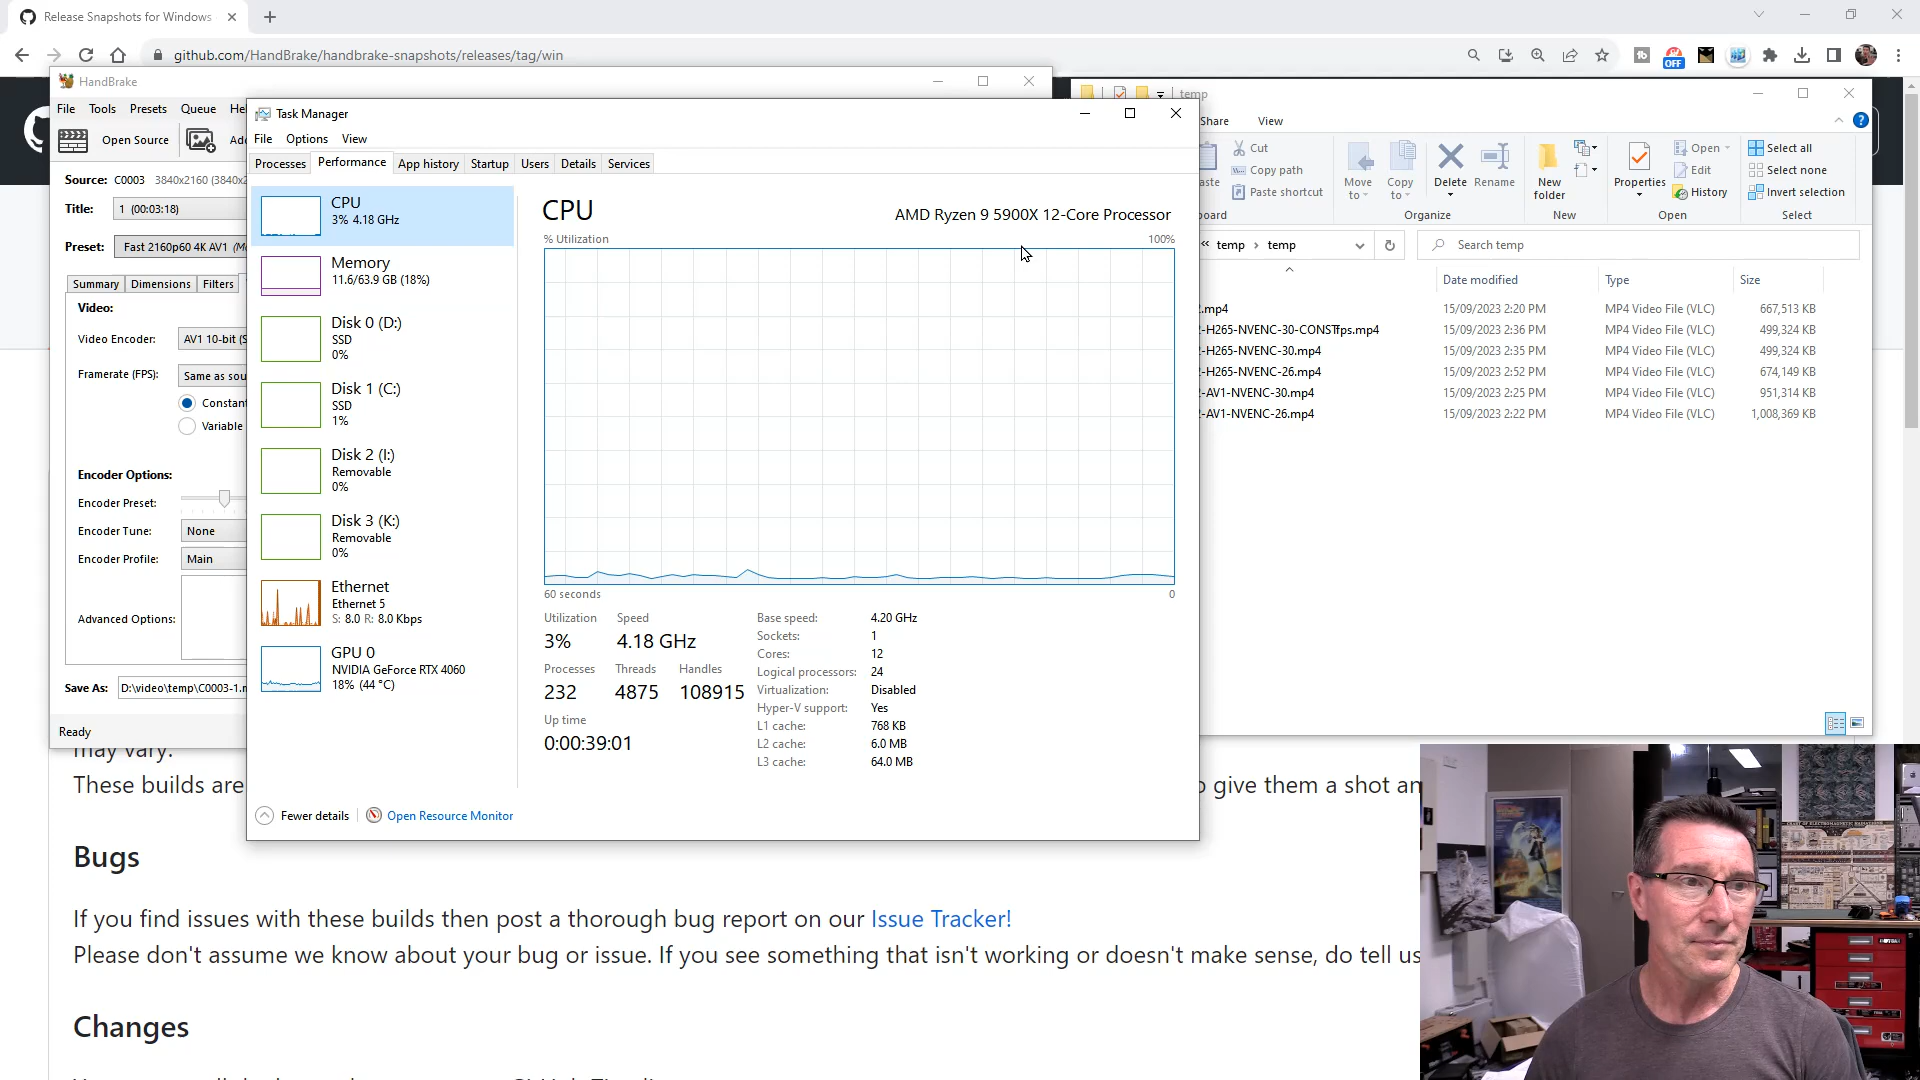 Release Snapshots for Windows
github.com/HandBrake/handbrake-snapshots/releases/tag/win
OFF
HandBrake
File Tools Presets Queue He
Open Source
Source: C0003 3840x2160 (3840x2
Title: 1 (00:03:18)
Preset: Fast 2160p60 4K AV1
Summary Dimensions Filters
Video:
Video Encoder: AV1 10-bit (S
Framerate (FPS): Same as sou
Constant
Variable
Encoder Options:
Encoder Preset:
Encoder Tune: None
Encoder Profile: Main
Advanced Options:
Save As: D:\video\temp\C0003-1.m
Ready
Task Manager
File Options View
Processes Performance App history Startup Users Details Services
CPU
3% 4.18 GHz
Memory
11.6/63.9 GB (18%)
Disk 0 (D:)
SSD
0%
Disk 1 (C:)
SSD
1%
Disk 2 (I:)
Removable
0%
Disk 3 (K:)
Removable
0%
Ethernet
Ethernet 5
S: 8.0 R: 8.0 Kbps
GPU 0
NVIDIA GeForce RTX 4060
18% (44 °C)
CPU AMD Ryzen 9 5900X 12-Core Processor
% Utilization 100%
60 seconds 0
Utilization Speed
3% 4.18 GHz
Processes Threads Handles
232 4875 108915
Up time
0:00:39:01
Base speed: 4.20 GHz
Sockets: 1
Cores: 12
Logical processors: 24
Virtualization: Disabled
Hyper-V support: Yes
L1 cache: 768 KB
L2 cache: 6.0 MB
L3 cache: 64.0 MB
Fewer details Open Resource Monitor
temp
Share View
Cut
Copy path
Paste shortcut
Move to
Copy to
Delete
Rename
New folder
Properties
Open
Edit
History
Select all
Select none
Invert selection
Organize New Open Select
« temp › temp
Search temp
Date modified Type Size
.mp4 15/09/2023 2:20 PM MP4 Video File (VLC) 667,513 KB
-H265-NVENC-30-CONSTfps.mp4 15/09/2023 2:36 PM MP4 Video File (VLC) 499,324 KB
-H265-NVENC-30.mp4 15/09/2023 2:35 PM MP4 Video File (VLC) 499,324 KB
-H265-NVENC-26.mp4 15/09/2023 2:52 PM MP4 Video File (VLC) 674,149 KB
-AV1-NVENC-30.mp4 15/09/2023 2:25 PM MP4 Video File (VLC) 951,314 KB
-AV1-NVENC-26.mp4 15/09/2023 2:22 PM MP4 Video File (VLC) 1,008,369 KB
may vary.
These builds are give them a shot an
Bugs
If you find issues with these builds then post a thorough bug report on our Issue Tracker!
Please don't assume we know about your bug or issue. If you see something that isn't working or doesn't make sense, do tell us
Changes